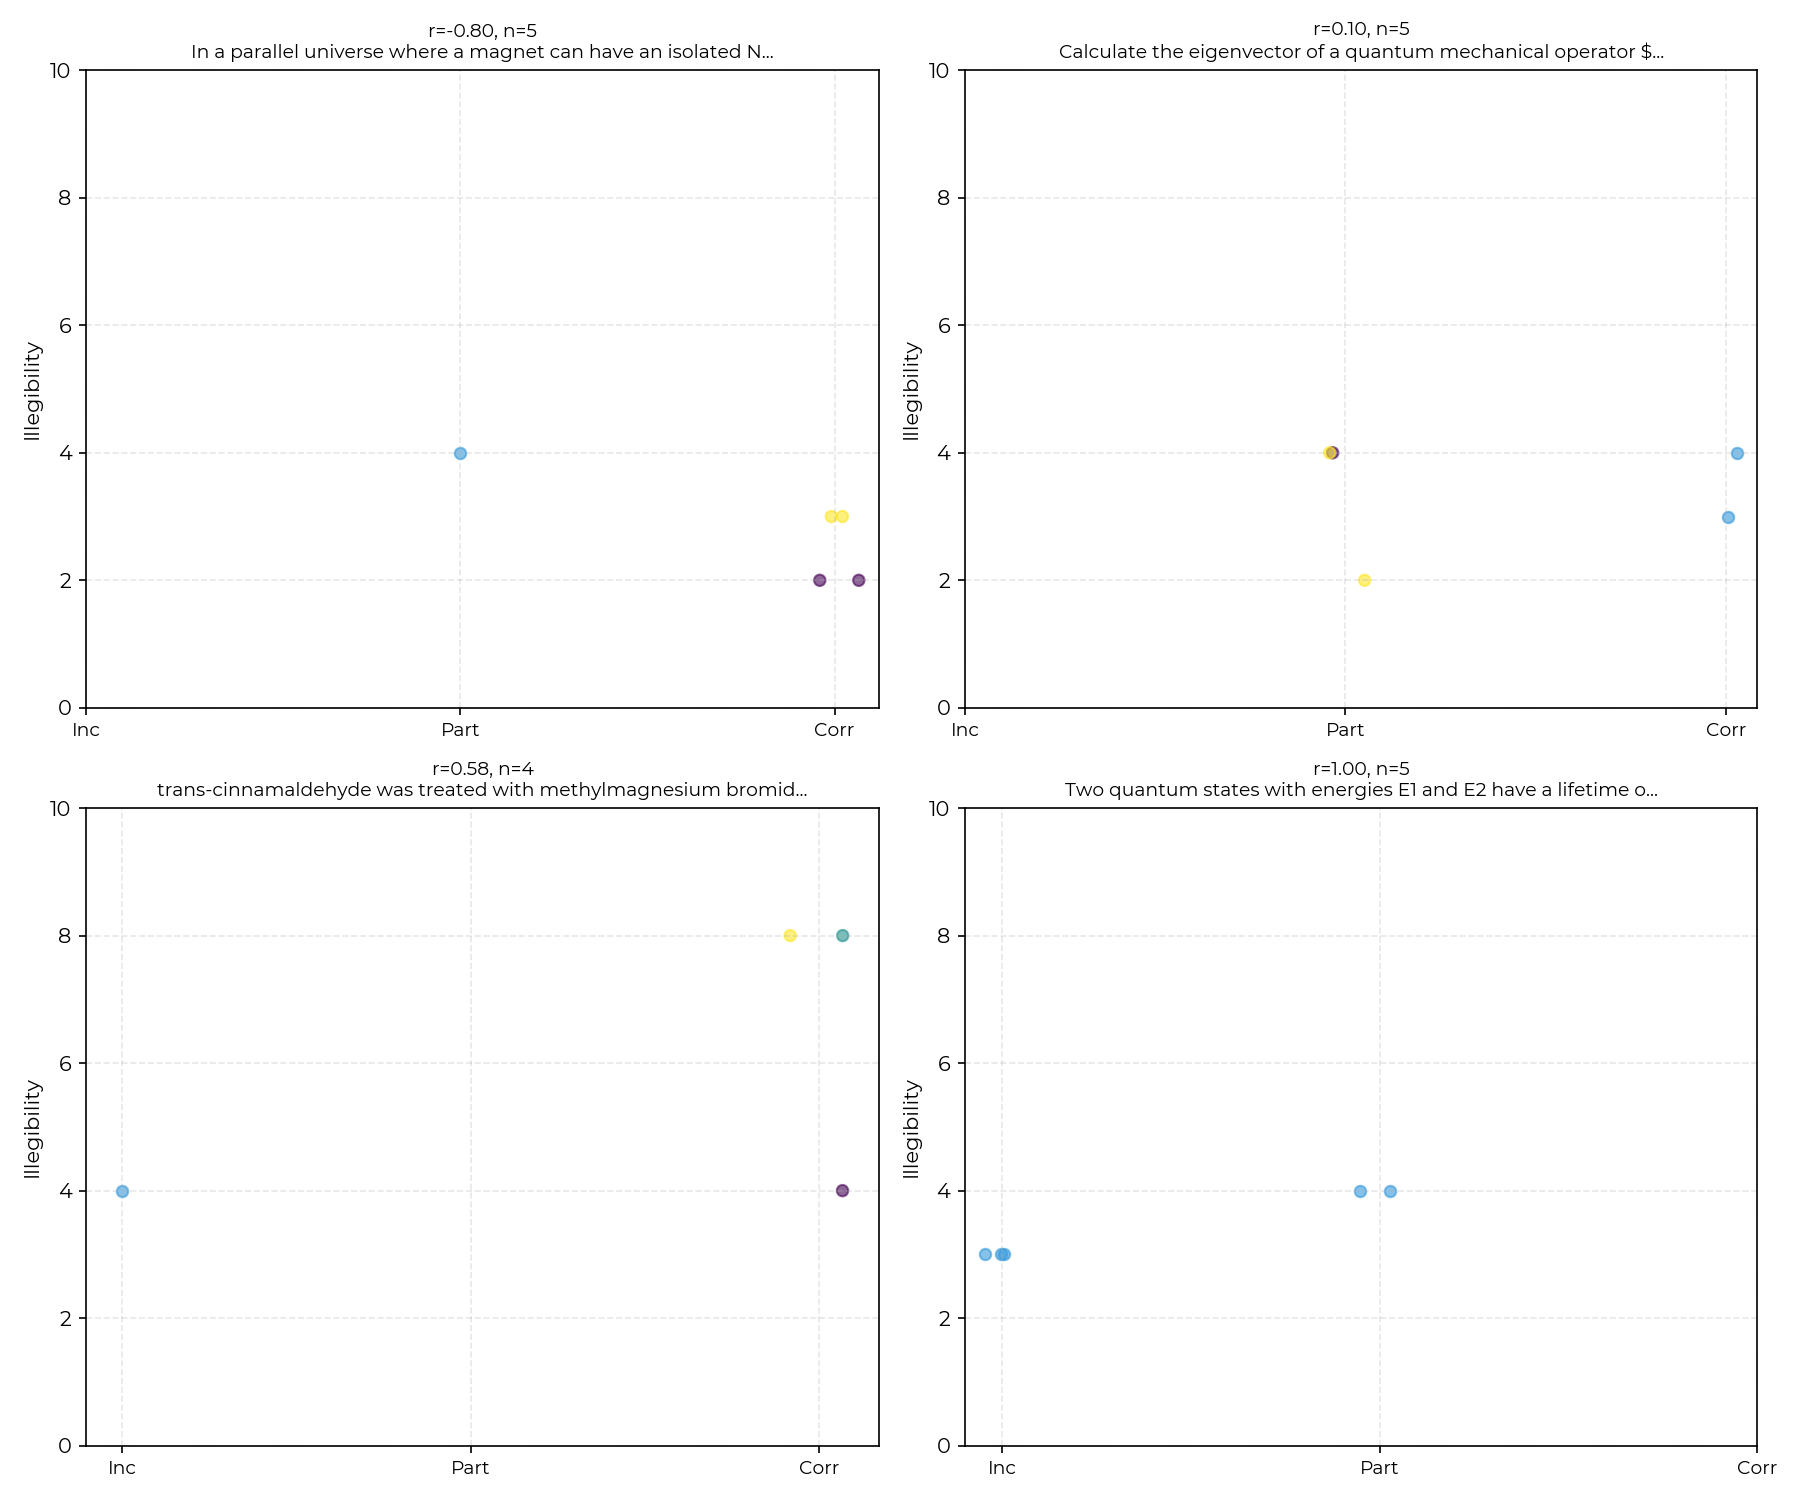 r=-0.80, n=5
In a parallel universe where a magnet can have an isolated N...
10
8
6
4
2
0
Illegibility
Inc
Part
Corr
r=0.10, n=5
Calculate the eigenvector of a quantum mechanical operator $...
10
8
6
4
2
0
Illegibility
Inc
Part
Corr
r=0.58, n=4
trans-cinnamaldehyde was treated with methylmagnesium bromid...
10
8
6
4
2
0
Illegibility
Inc
Part
Corr
r=1.00, n=5
Two quantum states with energies E1 and E2 have a lifetime o...
10
8
6
4
2
0
Illegibility
Inc
Part
Corr